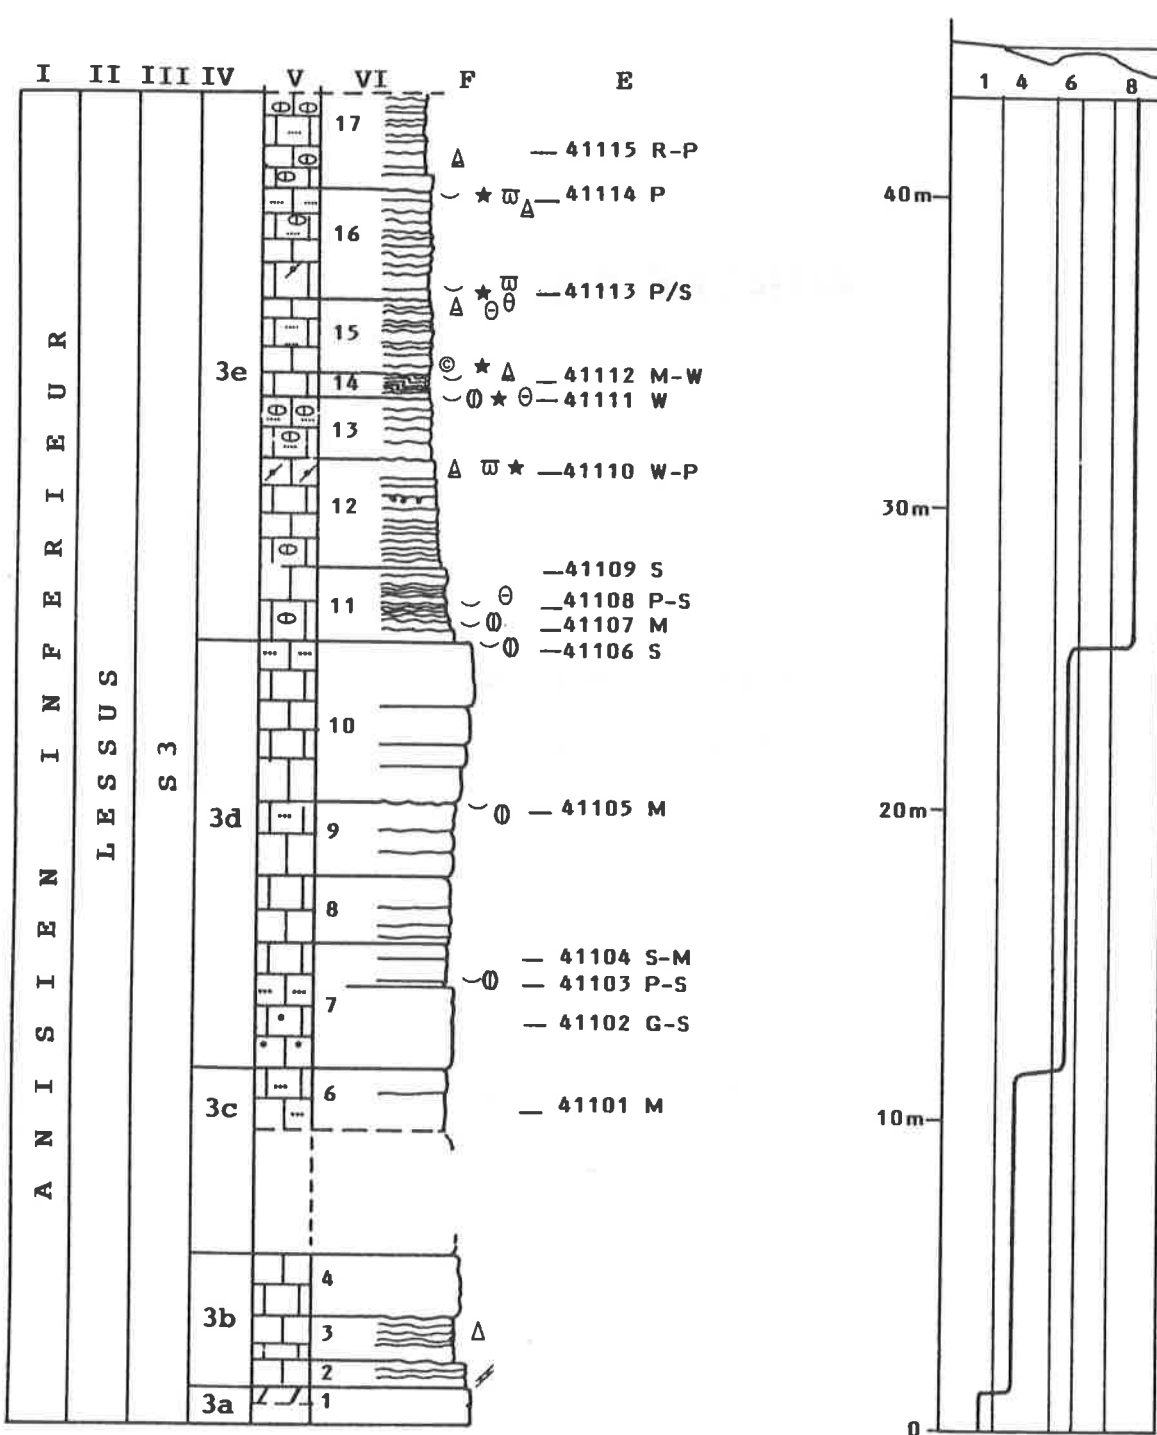 I II III IV V VI F E
1 4 6 8
17
41115 R-P
41114 P
40m
16
41113 P/S
15
3e
14
41112 M-W
41111 W
13
41110 W-P
12
30m
41109 S
11
41108 P-S
41107 M
41106 S
10
ANISIEN INFERIEUR
LESSUS
S3
3d
9
41105 M
20m
8
41104 S-M
7
41103 P-S
41102 G-S
6
3c
41101 M
10m
4
3b
3
2
3a
1
0